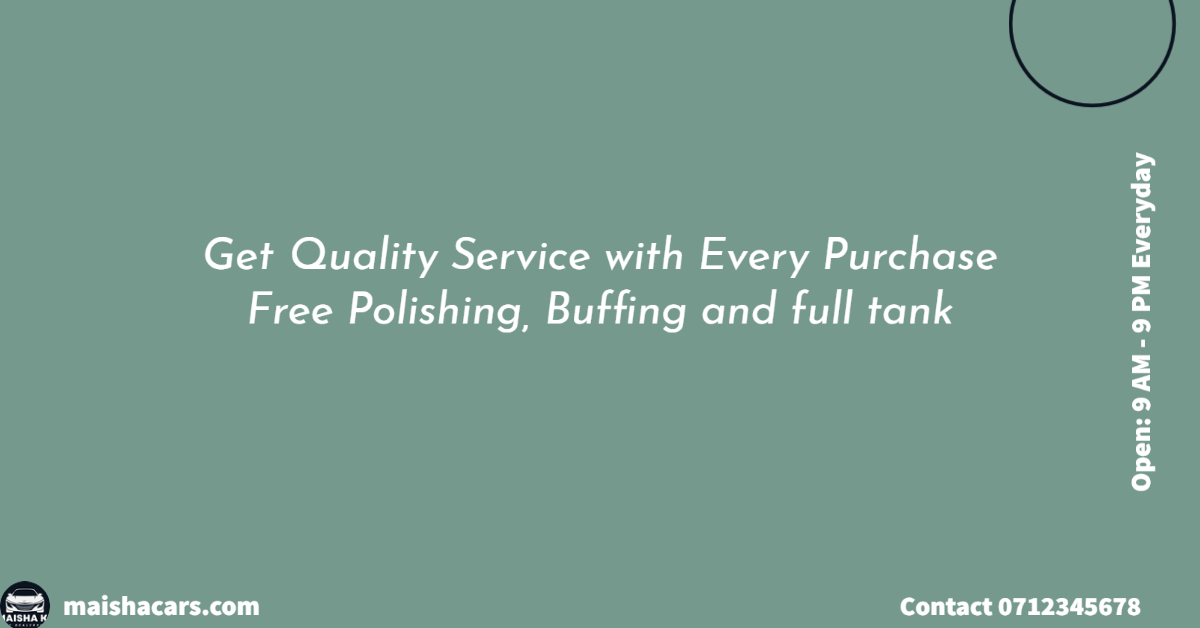 Get Quality Service with Every Purchase
Free Polishing, Buffing and full tank
Open: 9 AM - 9 PM Everyday
maishacars.com
Contact 0712345678